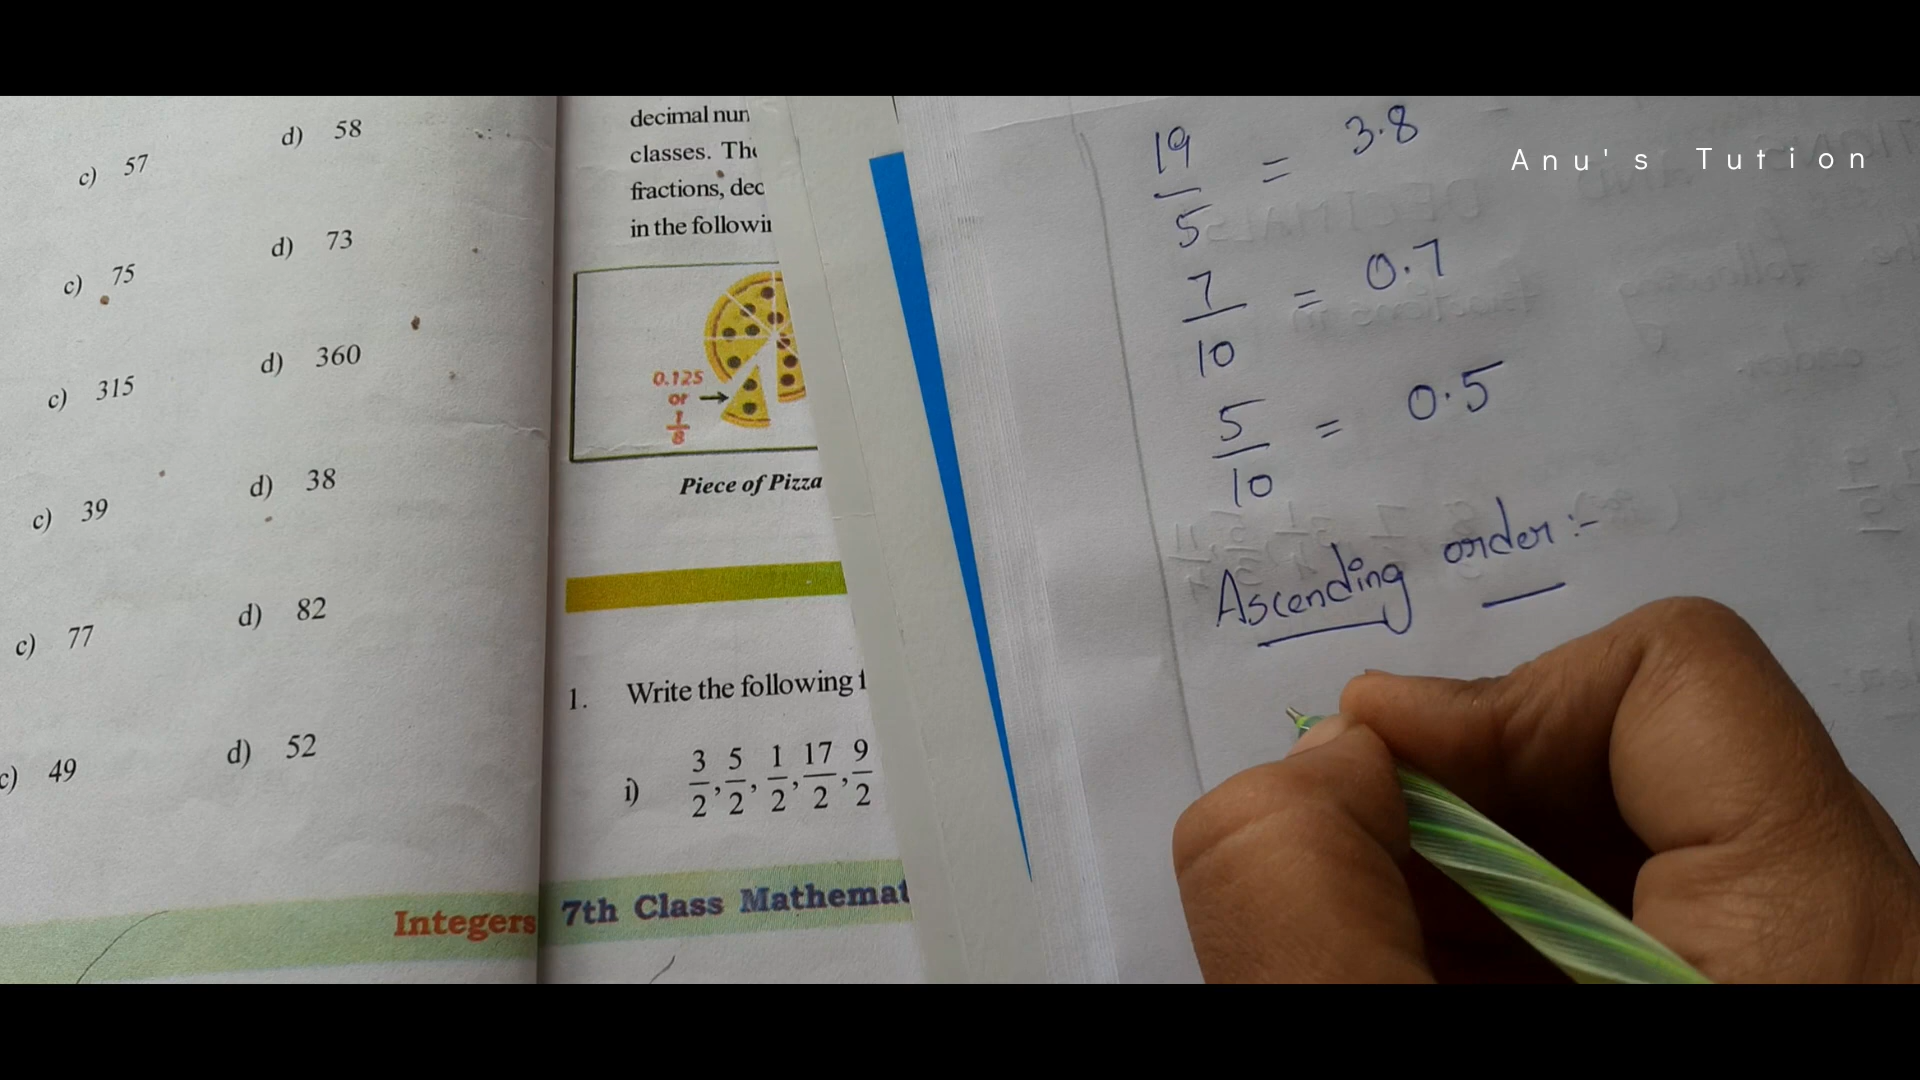 c) 57 d) 58
c) 75 d) 73
c) 315 d) 360
c) 39 d) 38
c) 77 d) 82
c) 49 d) 52
Integers
decimal num
classes. The
fractions, dec
in the followi
0.125
or
1/8
Piece of Pizza
1. Write the following f
i) 3/2, 5/2, 1/2, 17/2, 9/2
7th Class Mathemat
19/5 = 3.8
7/10 = 0.7
5/10 = 0.5
Ascending order :-
Anu's Tution